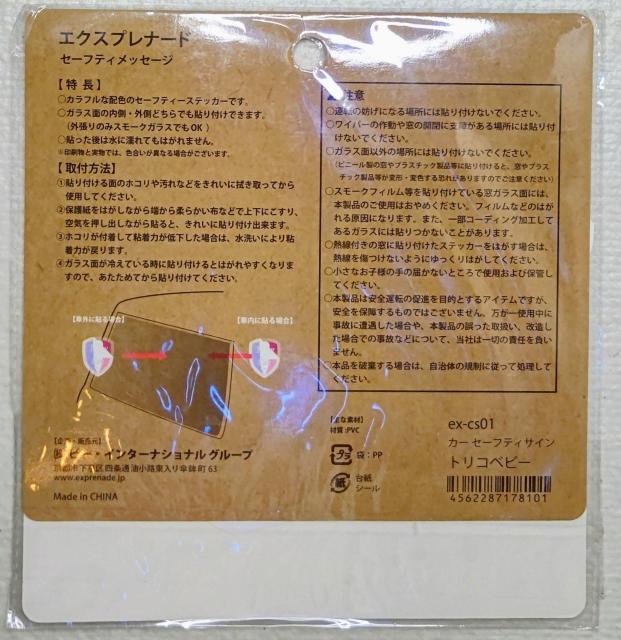 エクスプレナード
セーフティメッセージ
【 特 長 】
○カラフルな配色のセーフティーステッカーです。
○ガラス面の内側・外側どちらでも貼り付けできます。
（外張りのみスモークガラスでもOK ）
○貼った後は水に濡れてもはがれません。
※印刷物と実物では、色合いが異なる場合がございます。
【 取付方法 】
①貼り付ける面のホコリや汚れなどをきれいに拭き取ってから
使用してください。
②保護紙をはがしながら端から柔らかい布などで上下にこすり、
空気を押し出しながら貼ると、きれいに貼り付け出来ます。
③ホコリが付着して粘着力が低下した場合は、水洗いにより粘
着力が戻ります。
④ガラス面が冷えている時に貼り付けるとはがれやすくなりま
すので、あたためてから貼り付けてください。
【車外に貼る場合】
【車内に貼る場合】
【企画・販売元】
㈱ビー・インターナショナル グループ
京都市下京区四条通油小路東入り傘鉾町 63
www.exprenade.jp
Made in CHINA
注意
○運転の妨げになる場所には貼り付けないでください。
○ワイパーの作動や窓の開閉に支障がある場所には貼り付
けないでください。
○ガラス面以外の場所には貼り付けないでください。
（ビニール製の窓やプラスチック製品等に貼り付けると、窓やプラス
チック製品等が変形・変色する恐れがありますのでご注意ください）
○スモークフィルム等を貼り付けている窓ガラス面には、
本製品のご使用はおやめください。フィルムなどのはが
れる原因になります。また、一部コーディング加工して
あるガラスには貼りつかないことがあります。
○熱線付きの窓に貼り付けたステッカーをはがす場合は、
熱線を傷つけないようにゆっくりはがしてください。
○小さなお子様の手の届かないところで使用および保管し
てください。
○本製品は安全運転の促進を目的とするアイテムですが、
安全を保障するものではございません。万が一使用中に
事故に遭遇した場合や、本製品の誤った取扱い、改造し
た場合での事故などについて、当社は一切の責任を負い
ません。
○本品を破棄する場合は、自治体の規制に従って処理して
ください。
【主な素材】
材質:PVC
プラ
袋：PP
紙
台紙
シール
ex-cs01
カー セーフティサイン
トリコベビー
4562287178101